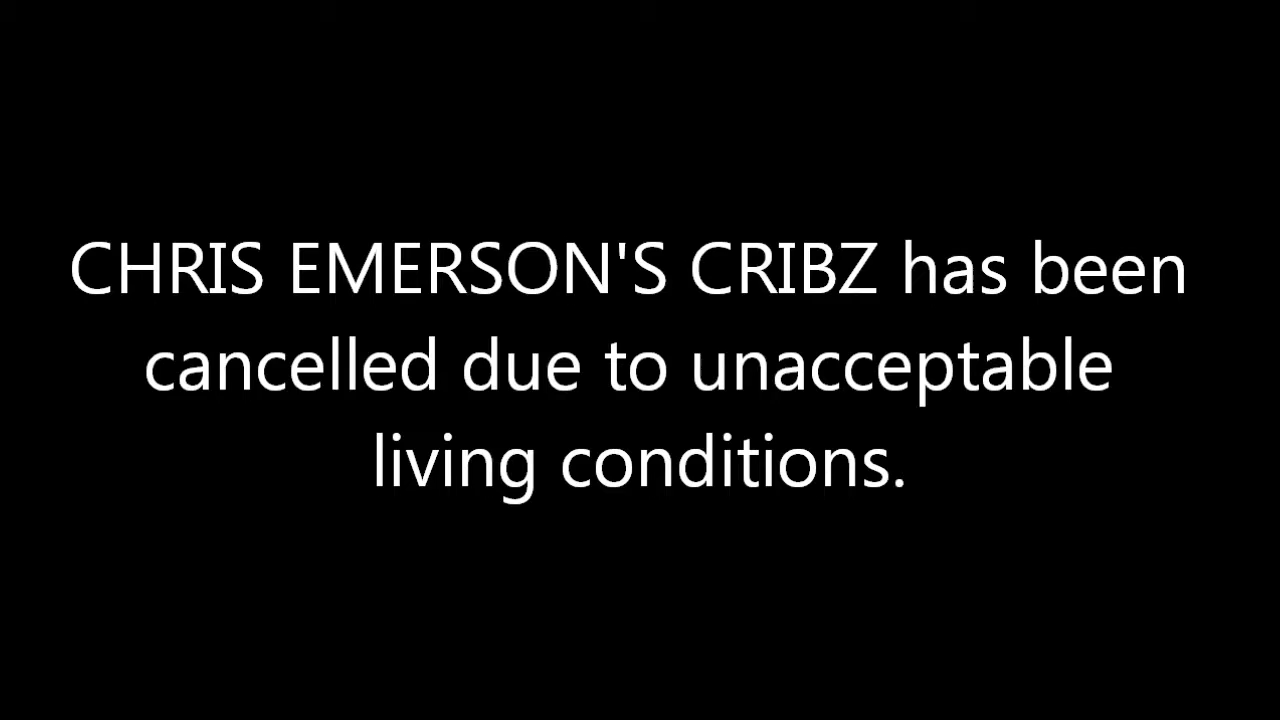 CHRIS EMERSON'S CRIBZ has been
cancelled due to unacceptable
living conditions.